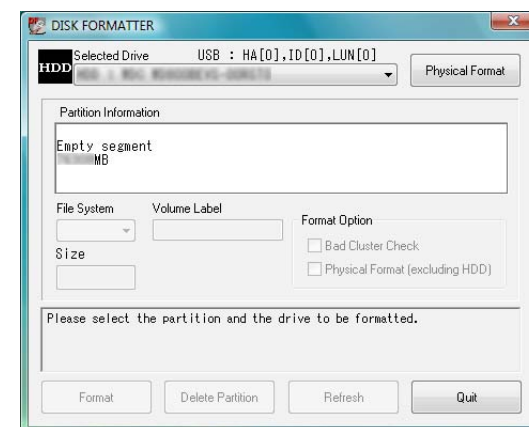 DISK FORMATTER
HDD
Selected Drive USB : HA[0],ID[0],LUN[0]
Physical Format
Partition Information
Empty segment
MB
File System Volume Label
Format Option
Bad Cluster Check
Size
Physical Format (excluding HDD)
Please select the partition and the drive to be formatted.
Format Delete Partition Refresh Quit